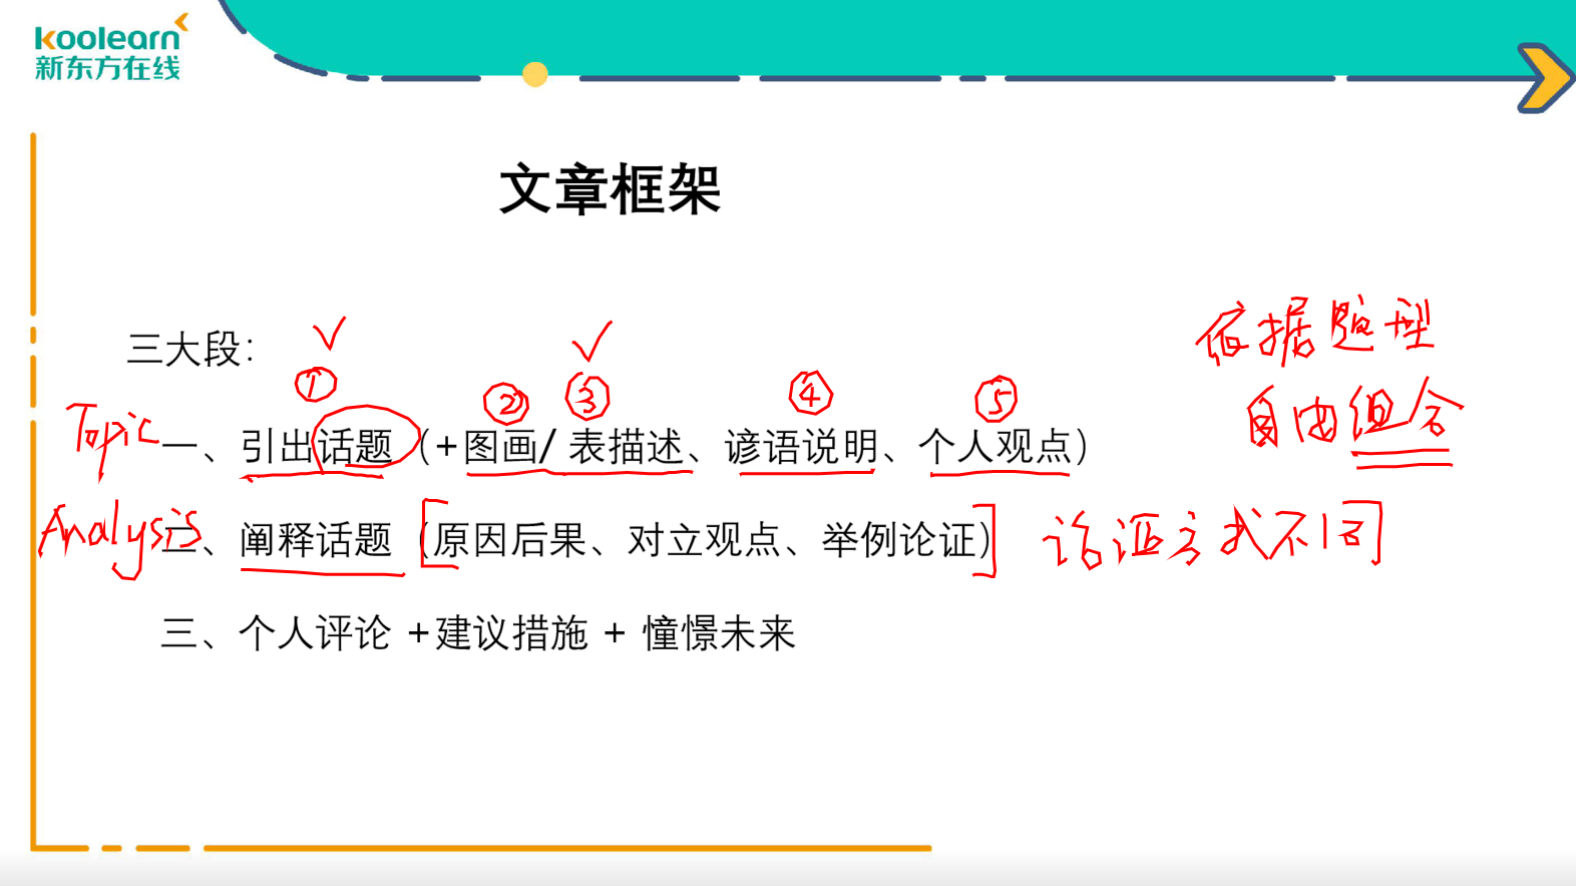 koolearn
新东方在线
文章框架
三大段：
依据题型
自由组合
① ② ③ ④ ⑤
Topic
一、引出话题（+图画/ 表描述、谚语说明、个人观点）
Analysis
二、阐释话题（原因后果、对立观点、举例论证）
论证方式不同
三、个人评论 +建议措施 + 憧憬未来